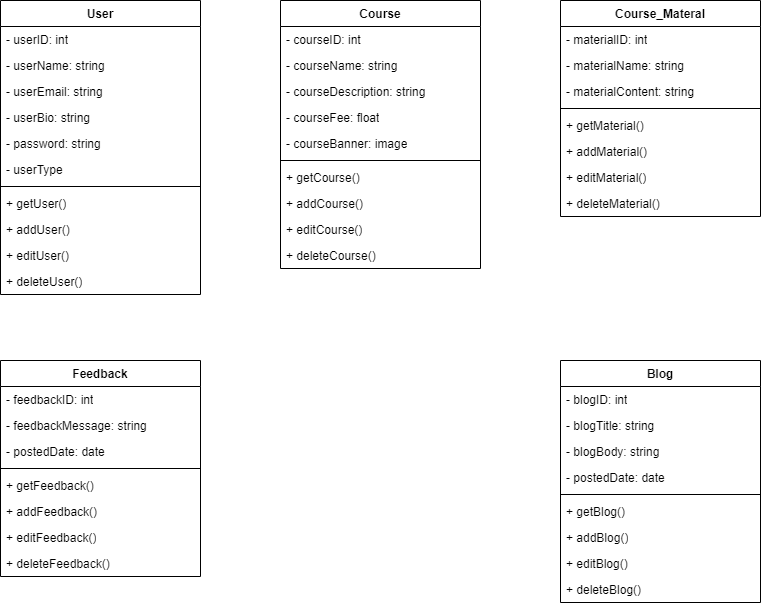 User
- userID: int
- userName: string
- userEmail: string
- userBio: string
- password: string
- userType
+ getUser()
+ addUser()
+ editUser()
+ deleteUser()
Course
- courseID: int
- courseName: string
- courseDescription: string
- courseFee: float
- courseBanner: image
+ getCourse()
+ addCourse()
+ editCourse()
+ deleteCourse()
Course_Materal
- materialID: int
- materialName: string
- materialContent: string
+ getMaterial()
+ addMaterial()
+ editMaterial()
+ deleteMaterial()
Feedback
- feedbackID: int
- feedbackMessage: string
- postedDate: date
+ getFeedback()
+ addFeedback()
+ editFeedback()
+ deleteFeedback()
Blog
- blogID: int
- blogTitle: string
- blogBody: string
- postedDate: date
+ getBlog()
+ addBlog()
+ editBlog()
+ deleteBlog()